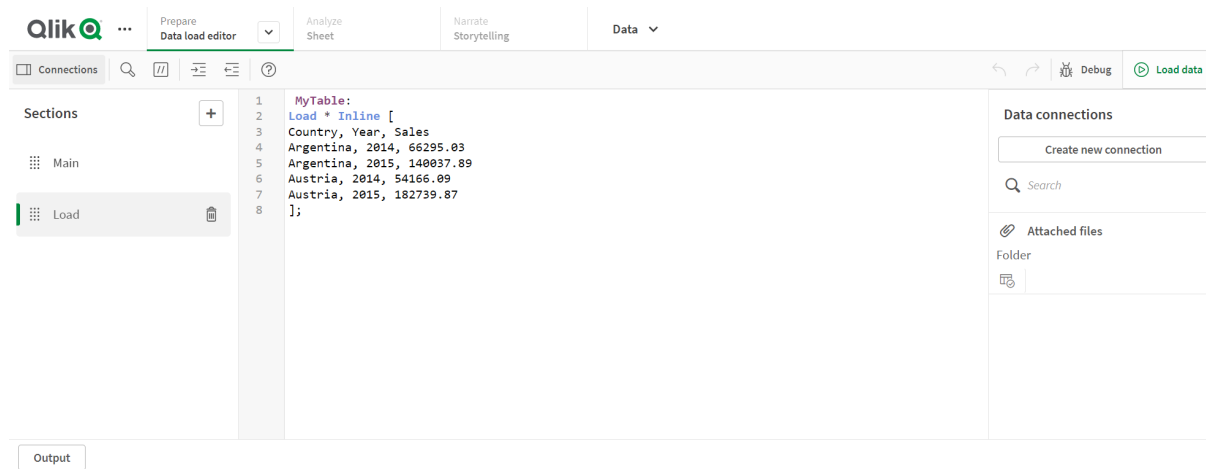 Qlik
Prepare
Data load editor
Analyze
Sheet
Narrate
Storytelling
Data
Connections
//
?
Debug
Load data
Sections
+
Main
Load
1 MyTable:
2 Load * Inline [
3 Country, Year, Sales
4 Argentina, 2014, 66295.03
5 Argentina, 2015, 140037.89
6 Austria, 2014, 54166.09
7 Austria, 2015, 182739.87
8 ];
Data connections
Create new connection
Search
Attached files
Folder
Output